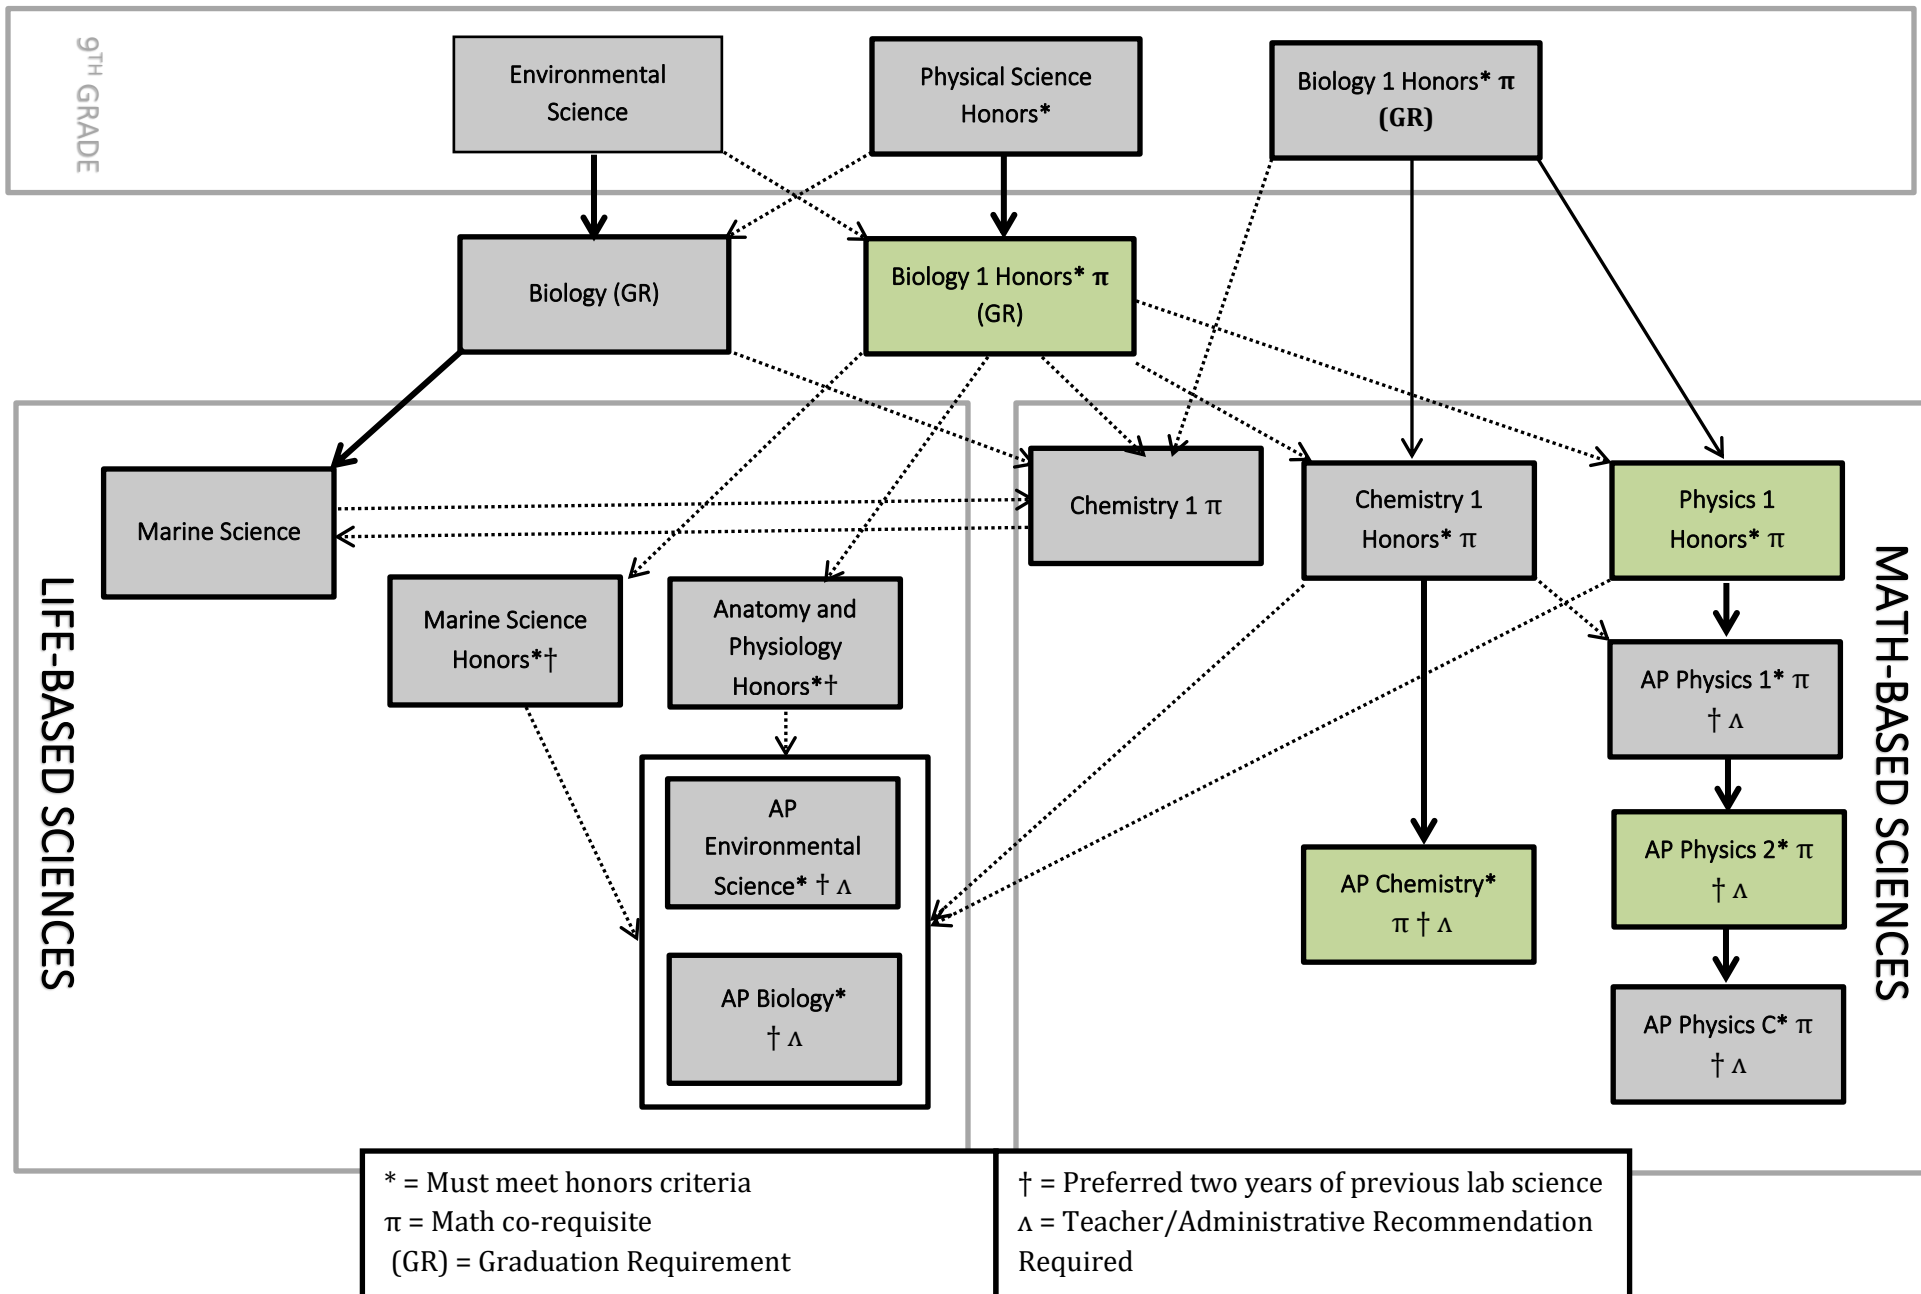 9TH GRADE
Environmental
Science
Physical Science
Honors*
Biology 1 Honors* π
(GR)
Biology (GR)
Biology 1 Honors* π
(GR)
LIFE-BASED SCIENCES
Marine Science
Marine Science
Honors*†
Anatomy and
Physiology
Honors*†
AP
Environmental
Science* † ʌ
AP Biology*
† ʌ
MATH-BASED SCIENCES
Chemistry 1 π
Chemistry 1
Honors* π
Physics 1
Honors* π
AP Physics 1* π
† ʌ
AP Chemistry*
π † ʌ
AP Physics 2* π
† ʌ
AP Physics C* π
† ʌ
* = Must meet honors criteria
π = Math co-requisite
(GR) = Graduation Requirement
† = Preferred two years of previous lab science
ʌ = Teacher/Administrative Recommendation
Required